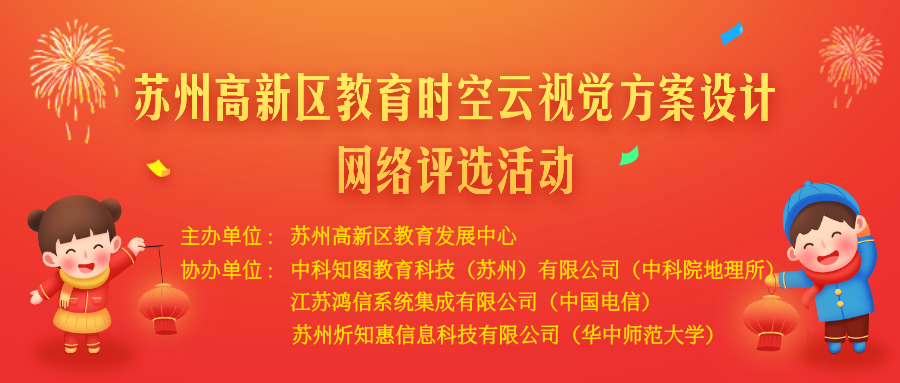 苏州高新区教育时空云视觉方案设计
网络评选活动
主办单位：苏州高新区教育发展中心
协办单位：中科知图教育科技（苏州）有限公司（中科院地理所）
江苏鸿信系统集成有限公司（中国电信）
苏州炘知惠信息科技有限公司（华中师范大学）